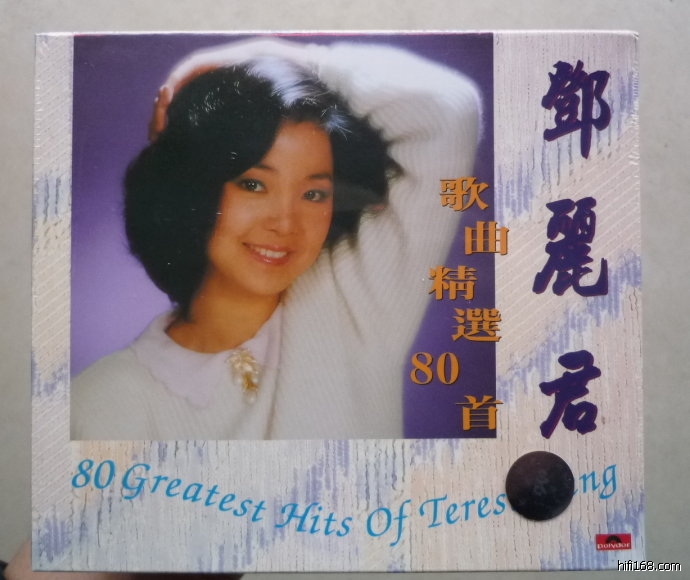 鄧麗君
歌曲精選80首
80 Greatest Hits Of Teres ng
polydor
hifi168.com